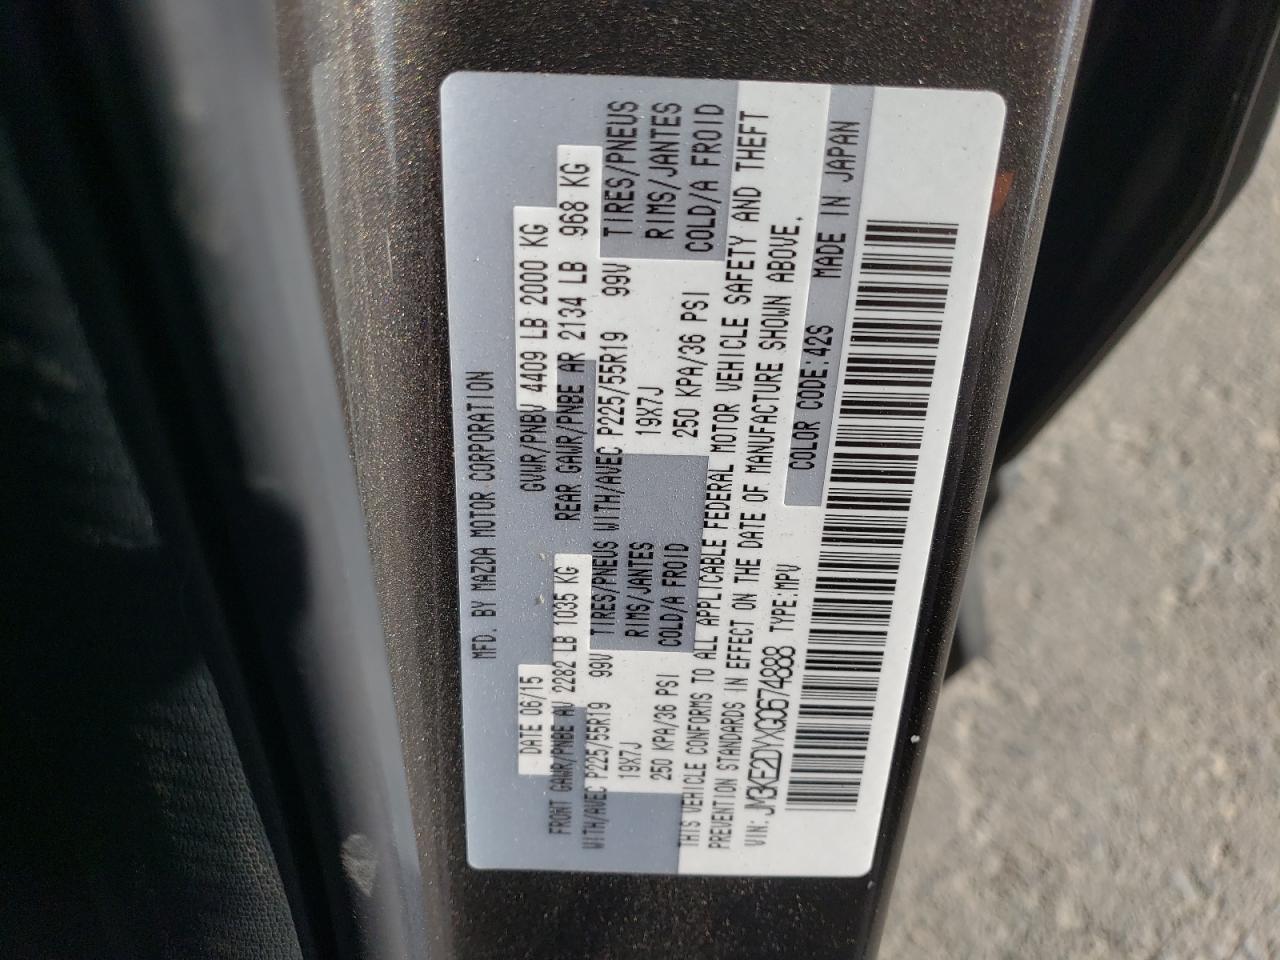 MFD. BY MAZDA MOTOR CORPORATION
DATE 06/15 GVWR/PNBV 4409 LB 2000 KG
FRONT GAWR/PNBE AV 2282 LB 1035 KG REAR GAWR/PNBE AR 2134 LB 968 KG
WITH/AVEC P225/55R19 99V TIRES/PNEUS WITH/AVEC P225/55R19 99V TIRES/PNEUS
19X7J RIMS/JANTES 19X7J RIMS/JANTES
250 KPA/36 PSI COLD/A FROID 250 KPA/36 PSI COLD/A FROID
THIS VEHICLE CONFORMS TO ALL APPLICABLE FEDERAL MOTOR VEHICLE SAFETY AND THEFT
PREVENTION STANDARDS IN EFFECT ON THE DATE OF MANUFACTURE SHOWN ABOVE.
VIN: JM3KE2DYXG0674888 TYPE:MPV COLOR CODE:42S MADE IN JAPAN